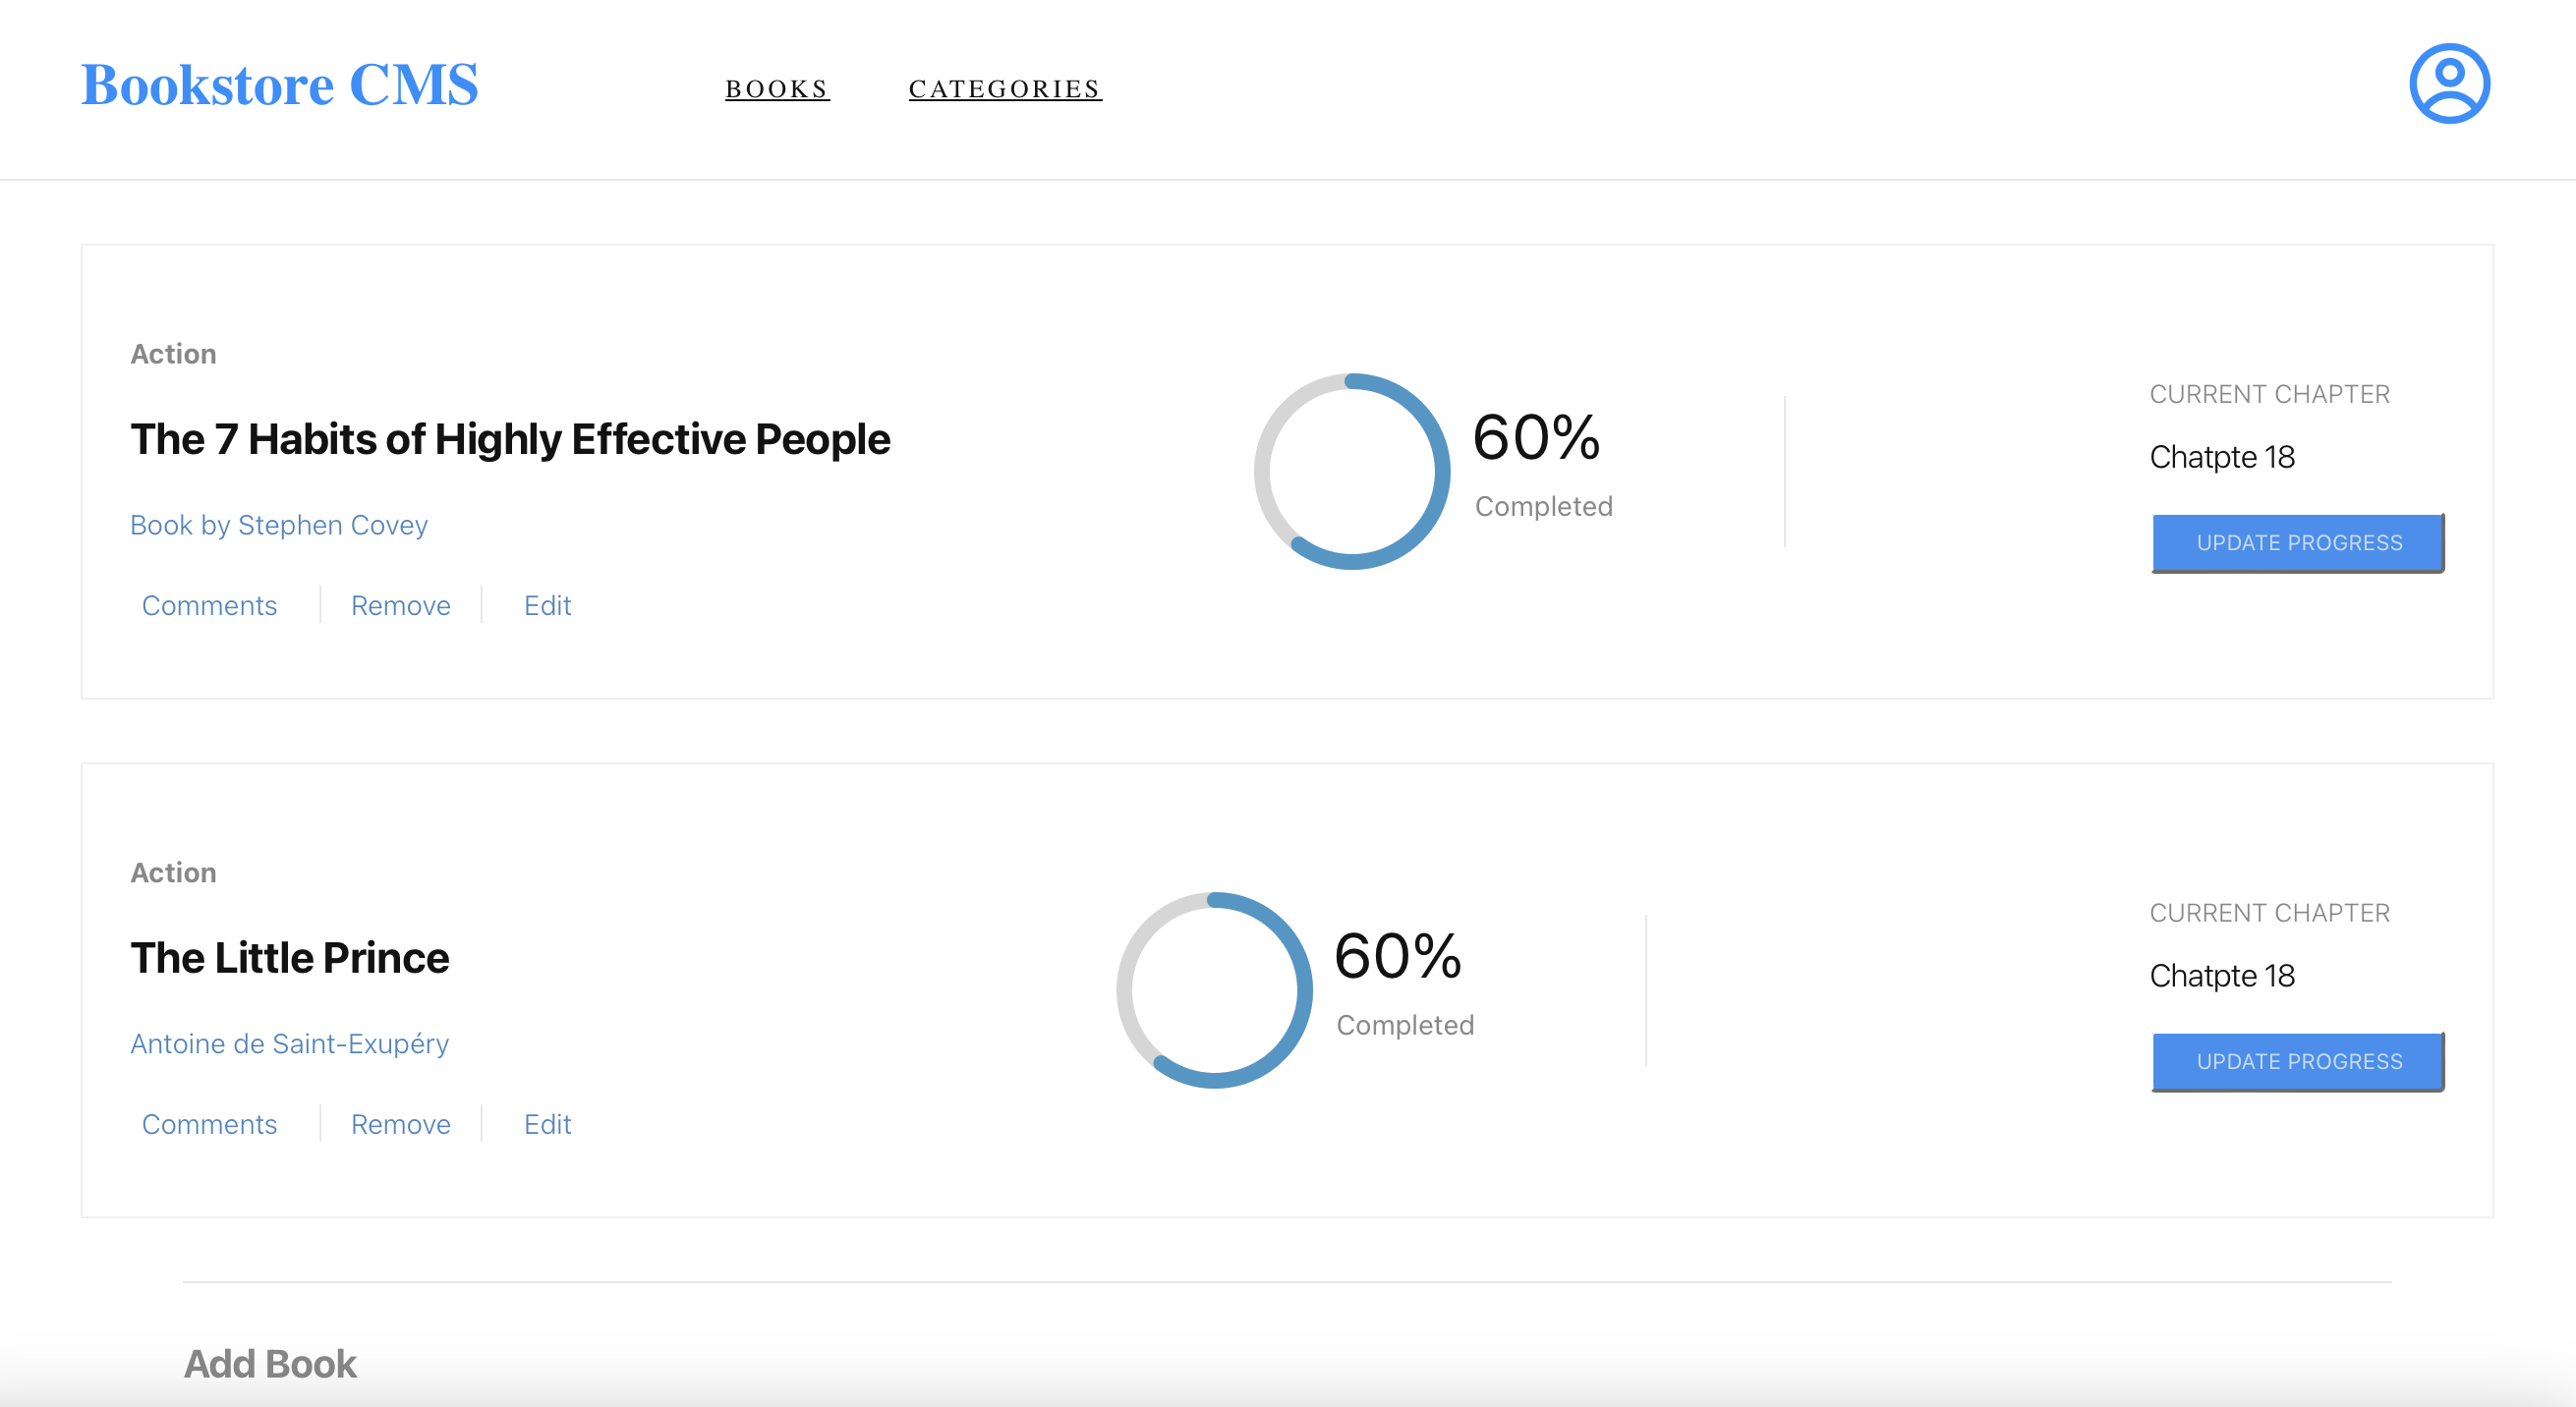 Bookstore CMS
BOOKS CATEGORIES
Action
The 7 Habits of Highly Effective People
Book by Stephen Covey
Comments Remove Edit
60%
Completed
CURRENT CHAPTER
Chatpte 18
UPDATE PROGRESS
Action
The Little Prince
Antoine de Saint-Exupéry
Comments Remove Edit
60%
Completed
CURRENT CHAPTER
Chatpte 18
UPDATE PROGRESS
Add Book